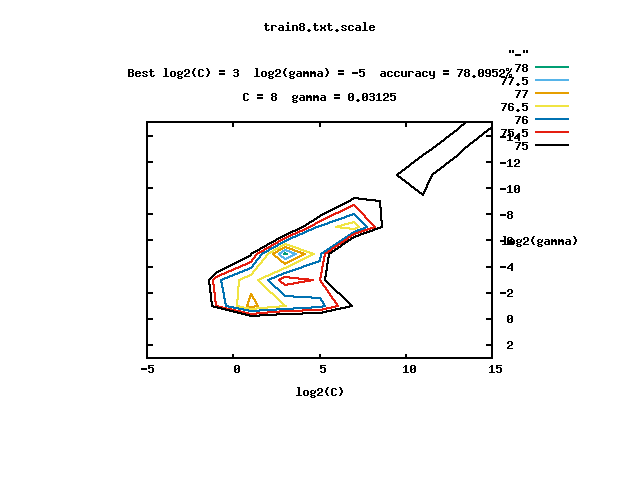 train8.txt.scale
"-"
Best log2(C) = 3  log2(gamma) = -5  accuracy = 78.0952%
78
77.5
77
C = 8  gamma = 0.03125
76.5
76
75.5
-14
75
-12
-10
-8
-6
log2(gamma)
-4
-2
0
2
-5 0 5 10 15
log2(C)